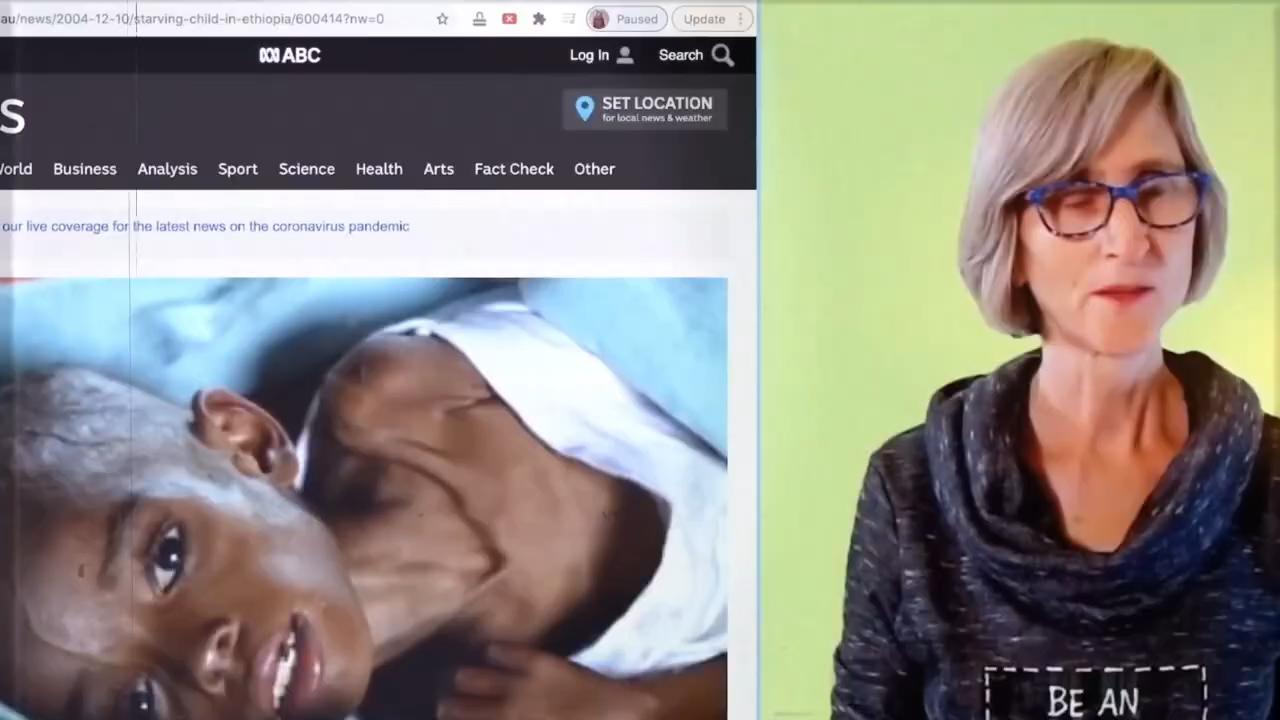 au/news/2004-12-10/starving-child-in-ethiopia/600414?nw=0
Paused
Update
ABC
Log In
Search
S
SET LOCATION
for local news & weather
Business Analysis Sport Science Health Arts Fact Check Other
our live coverage for the latest news on the coronavirus pandemic
BE AN